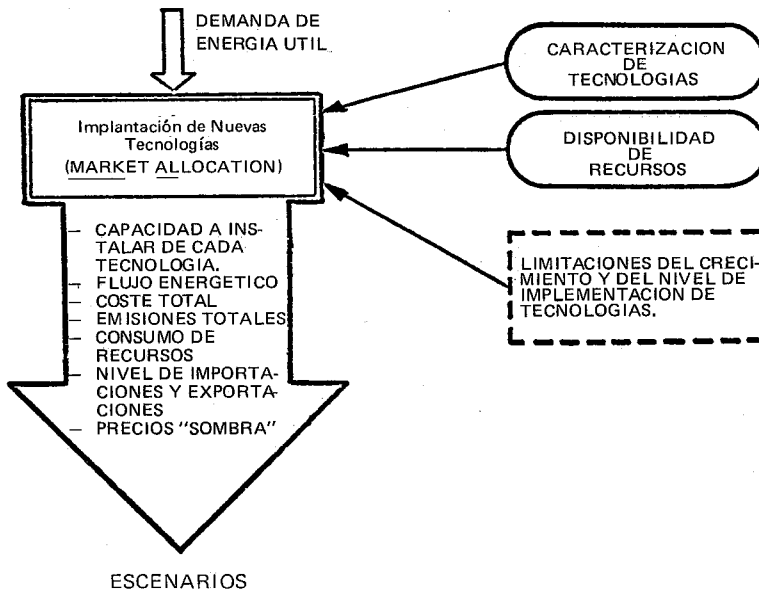 DEMANDA DE
ENERGIA UTIL
Implantación de Nuevas
Tecnologías
(MARKET ALLOCATION)
CARACTERIZACION
DE
TECNOLOGIAS
DISPONIBILIDAD
DE
RECURSOS
LIMITACIONES DEL CRECI-
MIENTO Y DEL NIVEL DE
IMPLEMENTACION DE
TECNOLOGIAS.
— CAPACIDAD A INS-
TALAR DE CADA
TECNOLOGIA.
— FLUJO ENERGETICO
— COSTE TOTAL
— EMISIONES TOTALES
— CONSUMO DE
RECURSOS
— NIVEL DE IMPORTA-
CIONES Y EXPORTA-
CIONES
— PRECIOS "SOMBRA"
ESCENARIOS